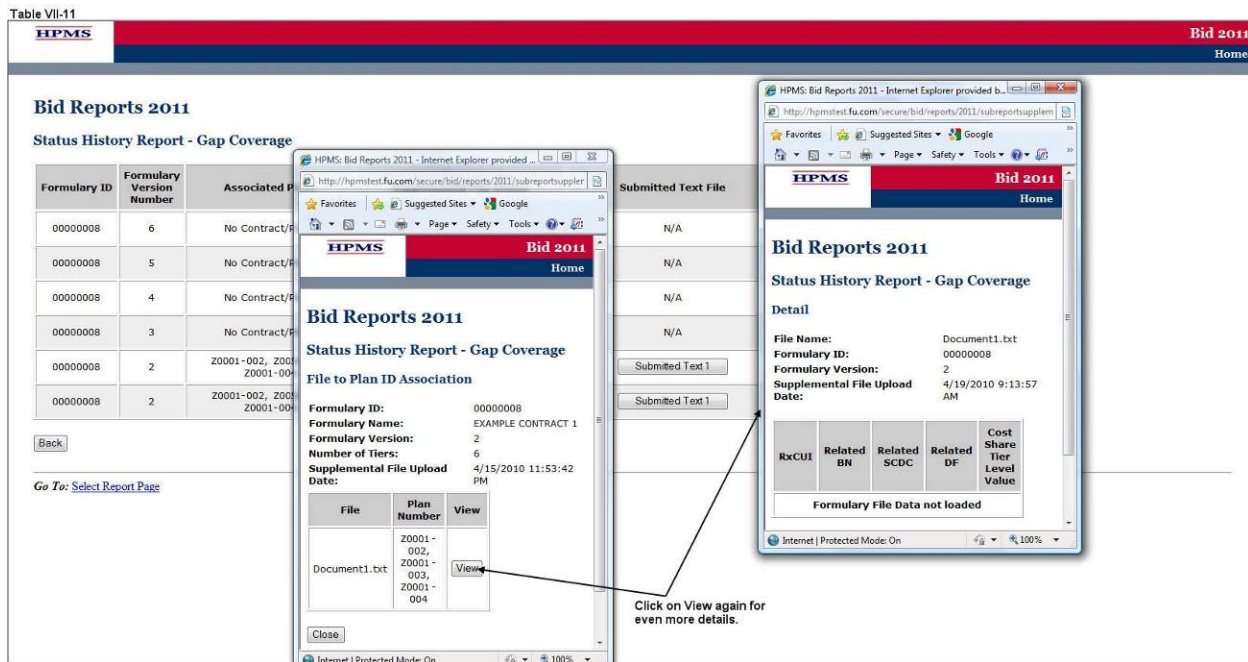 Table VII-11
HPMS
Bid 2011
Home
Bid Reports 2011
Status History Report - Gap Coverage
Formulary ID Formulary Version Number Associated P Submitted Text File
00000008 6 No Contract/P N/A
00000008 5 No Contract/P N/A
00000008 4 No Contract/P N/A
00000008 3 No Contract/P N/A
00000008 2 Z0001-002, Z00 Submitted Text 1
Z0001-004
00000008 2 Z0001-002, Z00 Submitted Text 1
Z0001-004
Back
Go To: Select Report Page
HPMS: Bid Reports 2011 - Internet Explorer provided ...
http://hpmstest.fu.com/secure/bid/reports/2011/subreportsuppler
Favorites Suggested Sites Google
Page Safety Tools
HPMS
Bid 2011
Home
Bid Reports 2011
Status History Report - Gap Coverage
File to Plan ID Association
Formulary ID: 00000008
Formulary Name: EXAMPLE CONTRACT 1
Formulary Version: 2
Number of Tiers: 6
Supplemental File Upload 4/15/2010 11:53:42
Date: PM
File Plan Number View
Document1.txt Z0001-002, Z0001-003, Z0001-004 View
Close
Internet | Protected Mode: On 100%
HPMS: Bid Reports 2011 - Internet Explorer provided b...
http://hpmstest.fu.com/secure/bid/reports/2011/subreportsupplem
Favorites Suggested Sites Google
Page Safety Tools
HPMS
Bid 2011
Home
Bid Reports 2011
Status History Report - Gap Coverage
Detail
File Name: Document1.txt
Formulary ID: 00000008
Formulary Version: 2
Supplemental File Upload 4/19/2010 9:13:57
Date: AM
RxCUI Related BN Related SCDC Related DF Cost Share Tier Level Value
Formulary File Data not loaded
Internet | Protected Mode: On 100%
Click on View again for
even more details.